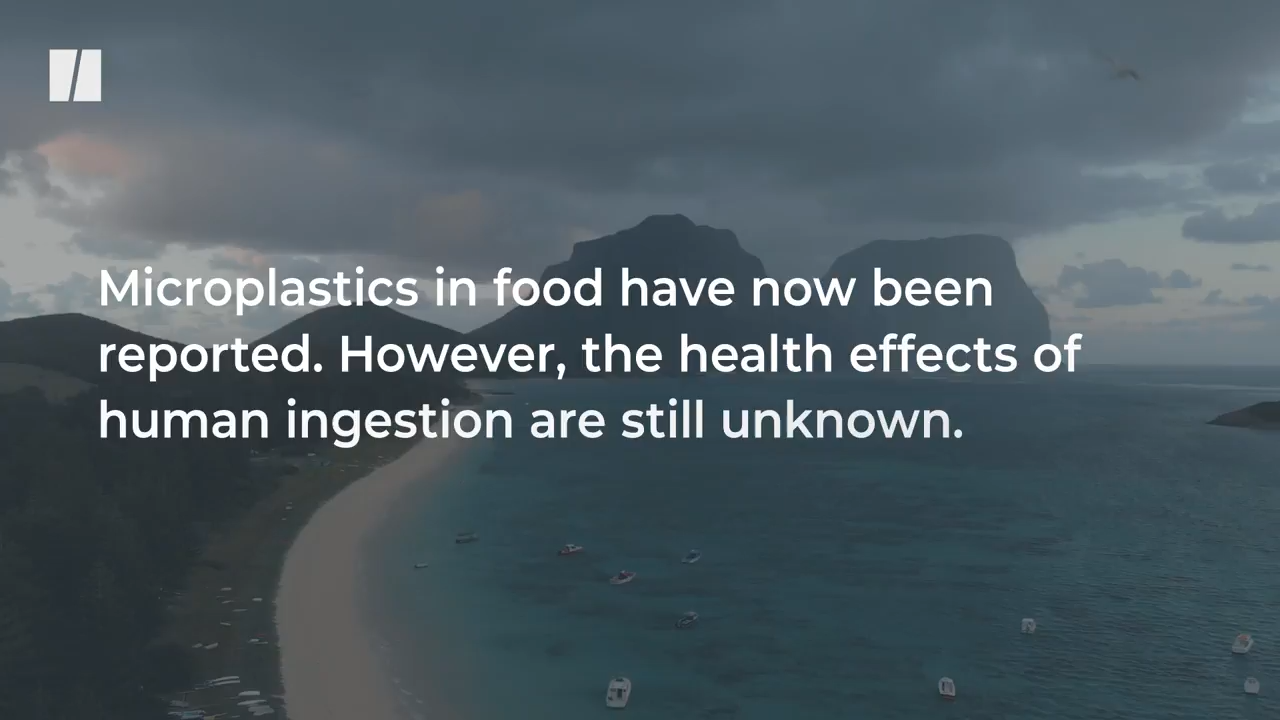 Microplastics in food have now been
reported. However, the health effects of
human ingestion are still unknown.